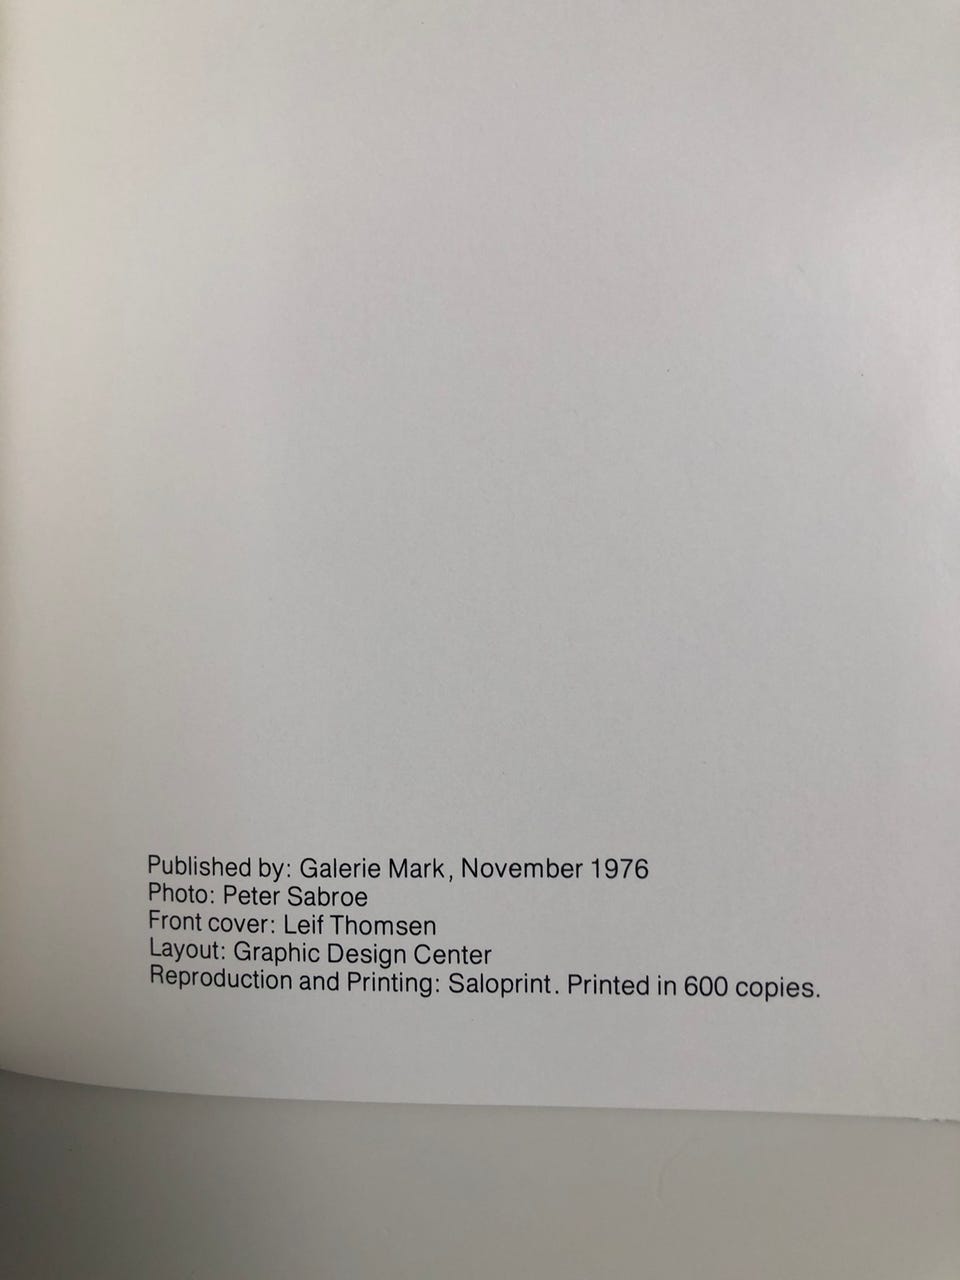 Published by: Galerie Mark, November 1976
Photo: Peter Sabroe
Front cover: Leif Thomsen
Layout: Graphic Design Center
Reproduction and Printing: Saloprint. Printed in 600 copies.